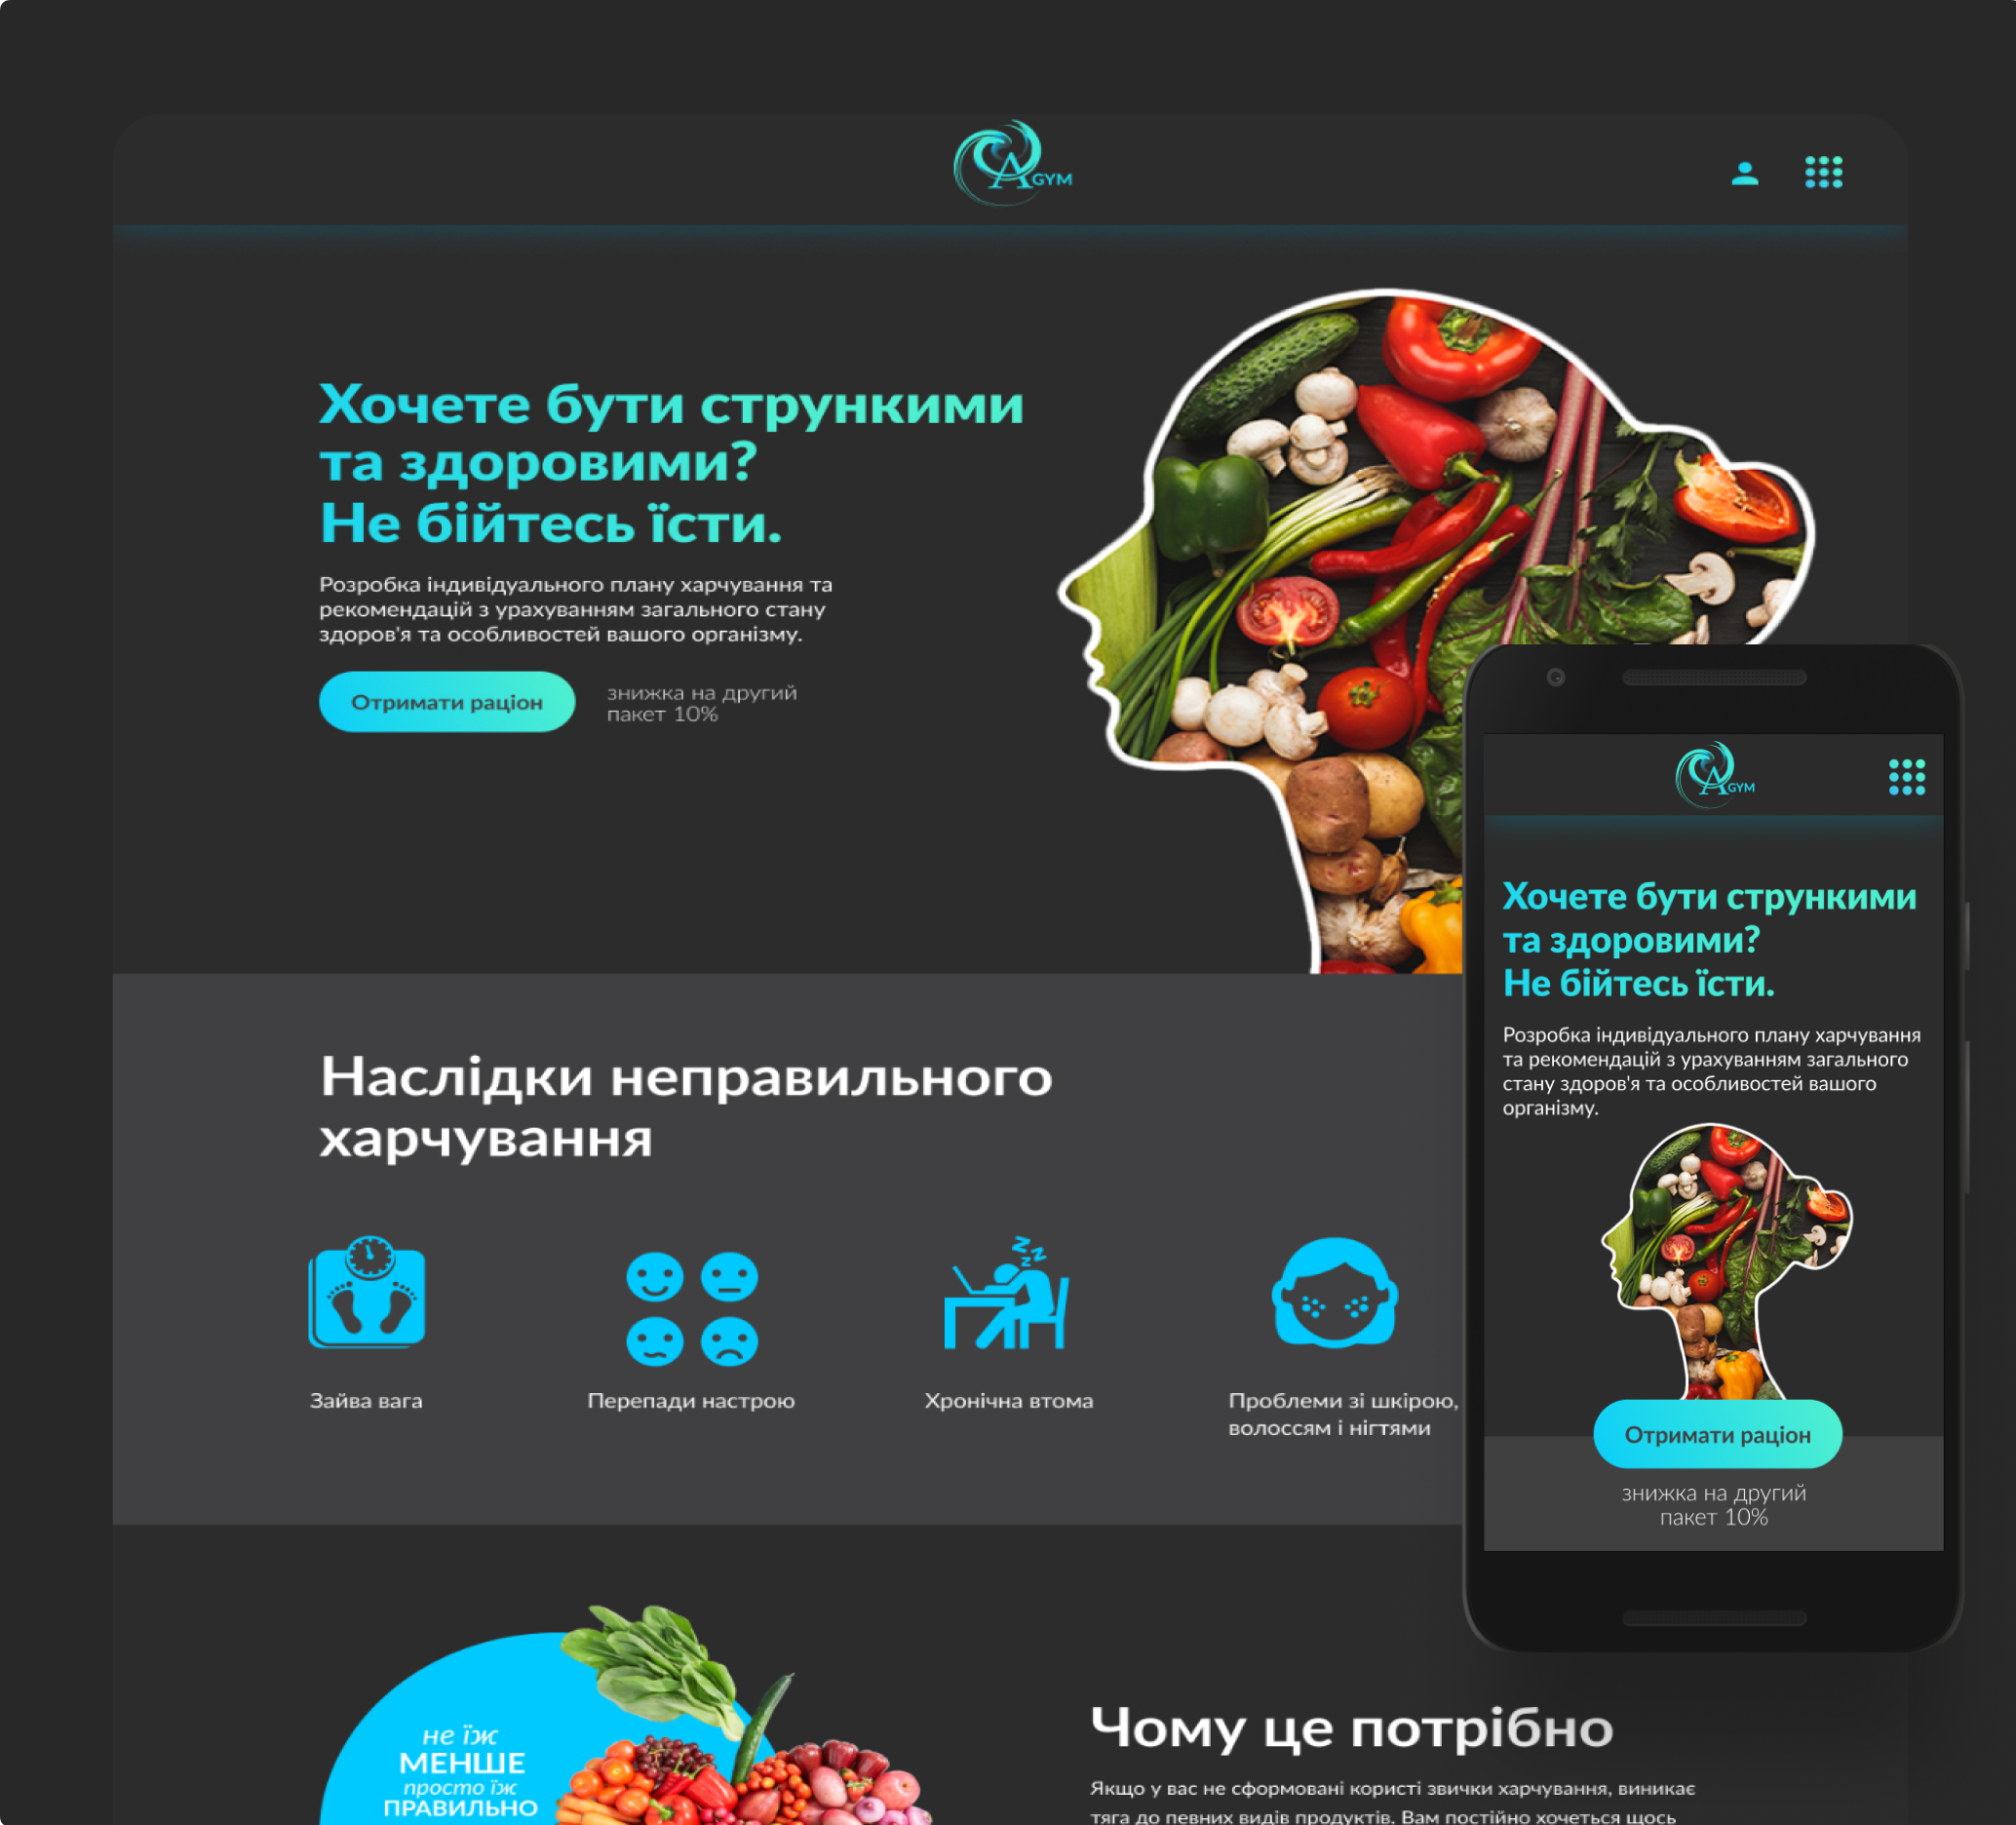 A GYM
Хочете бути стрункими
та здоровими?
Не бійтесь їсти.
Розробка індивідуального плану харчування та
рекомендацій з урахуванням загального стану
здоров'я та особливостей вашого організму.
Отримати раціон
знижка на другий
пакет 10%
Наслідки неправильного
харчування
z z z z
Зайва вага
Перепади настрою
Хронічна втома
Проблеми зі шкірою,
волоссям і нігтями
не їж
МЕНШЕ
просто їж
ПРАВИЛЬНО
Чому це потрібно
Якщо у вас не сформовані користі звички харчування, виникає
тяга до певних видів продуктів. Вам постійно хочеться щось
A GYM
Хочете бути стрункими
та здоровими?
Не бійтесь їсти.
Розробка індивідуального плану харчування
та рекомендацій з урахуванням загального
стану здоров'я та особливостей вашого
організму.
Отримати раціон
знижка на другий
пакет 10%